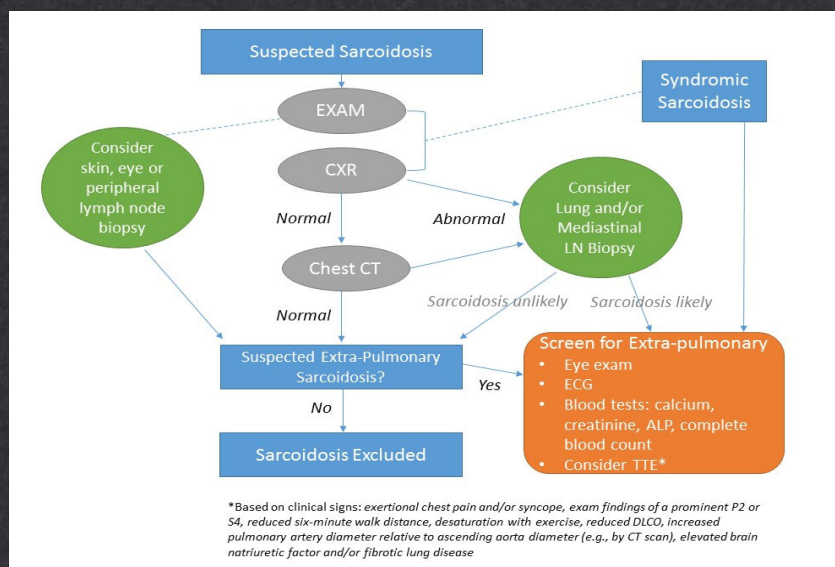 Suspected Sarcoidosis
EXAM
Syndromic
Sarcoidosis
Consider
skin, eye or
peripheral
lymph node
biopsy
CXR
Consider
Lung and/or
Mediastinal
LN Biopsy
Normal
Abnormal
Chest CT
Normal
Sarcoidosis unlikely
Sarcoidosis likely
Suspected Extra-Pulmonary
Sarcoidosis?
Yes
Screen for Extra-pulmonary
• Eye exam
• ECG
• Blood tests: calcium,
creatinine, ALP, complete
blood count
• Consider TTE*
No
Sarcoidosis Excluded
*Based on clinical signs: exertional chest pain and/or syncope, exam findings of a prominent P2 or
S4, reduced six-minute walk distance, desaturation with exercise, reduced DLCO, increased
pulmonary artery diameter relative to ascending aorta diameter (e.g., by CT scan), elevated brain
natriuretic factor and/or fibrotic lung disease